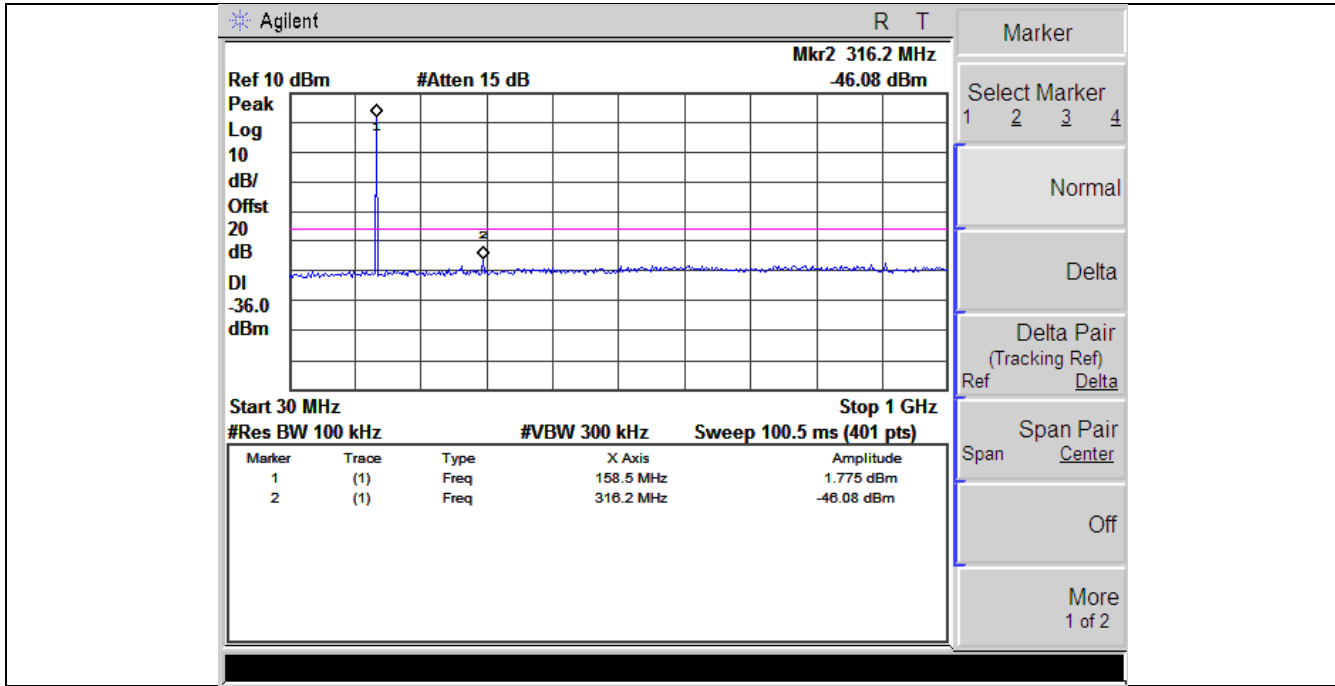 Agilent R T
Mkr2 316.2 MHz
Ref 10 dBm #Atten 15 dB -46.08 dBm
Peak
Log
10
dB/
Offst
20
dB
DI
-36.0
dBm
1
2
Start 30 MHz Stop 1 GHz
#Res BW 100 kHz #VBW 300 kHz Sweep 100.5 ms (401 pts)
Marker Trace Type X Axis Amplitude
1 (1) Freq 158.5 MHz 1.775 dBm
2 (1) Freq 316.2 MHz -46.08 dBm
Marker
Select Marker
1 2 3 4
Normal
Delta
Delta Pair
(Tracking Ref)
Ref Delta
Span Pair
Span Center
Off
More
1 of 2